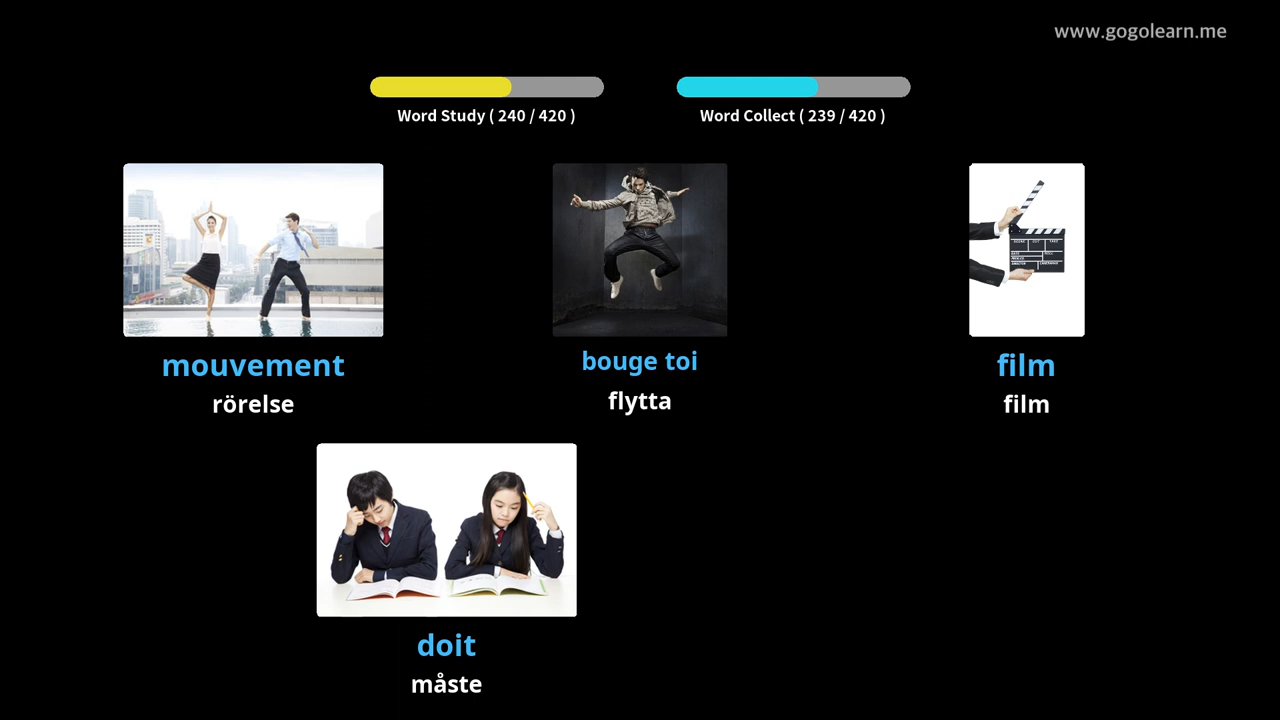 www.gogolearn.me
Word Study ( 240 / 420 )
Word Collect ( 239 / 420 )
mouvement
rörelse
bouge toi
flytta
film
film
doit
måste